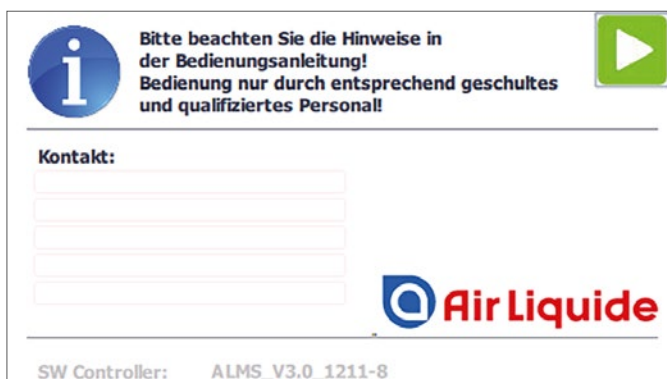 Bitte beachten Sie die Hinweise in
der Bedienungsanleitung!
Bedienung nur durch entsprechend geschultes
und qualifiziertes Personal!
Kontakt:
Air Liquide
SW Controller: ALMS_V3.0_1211-8